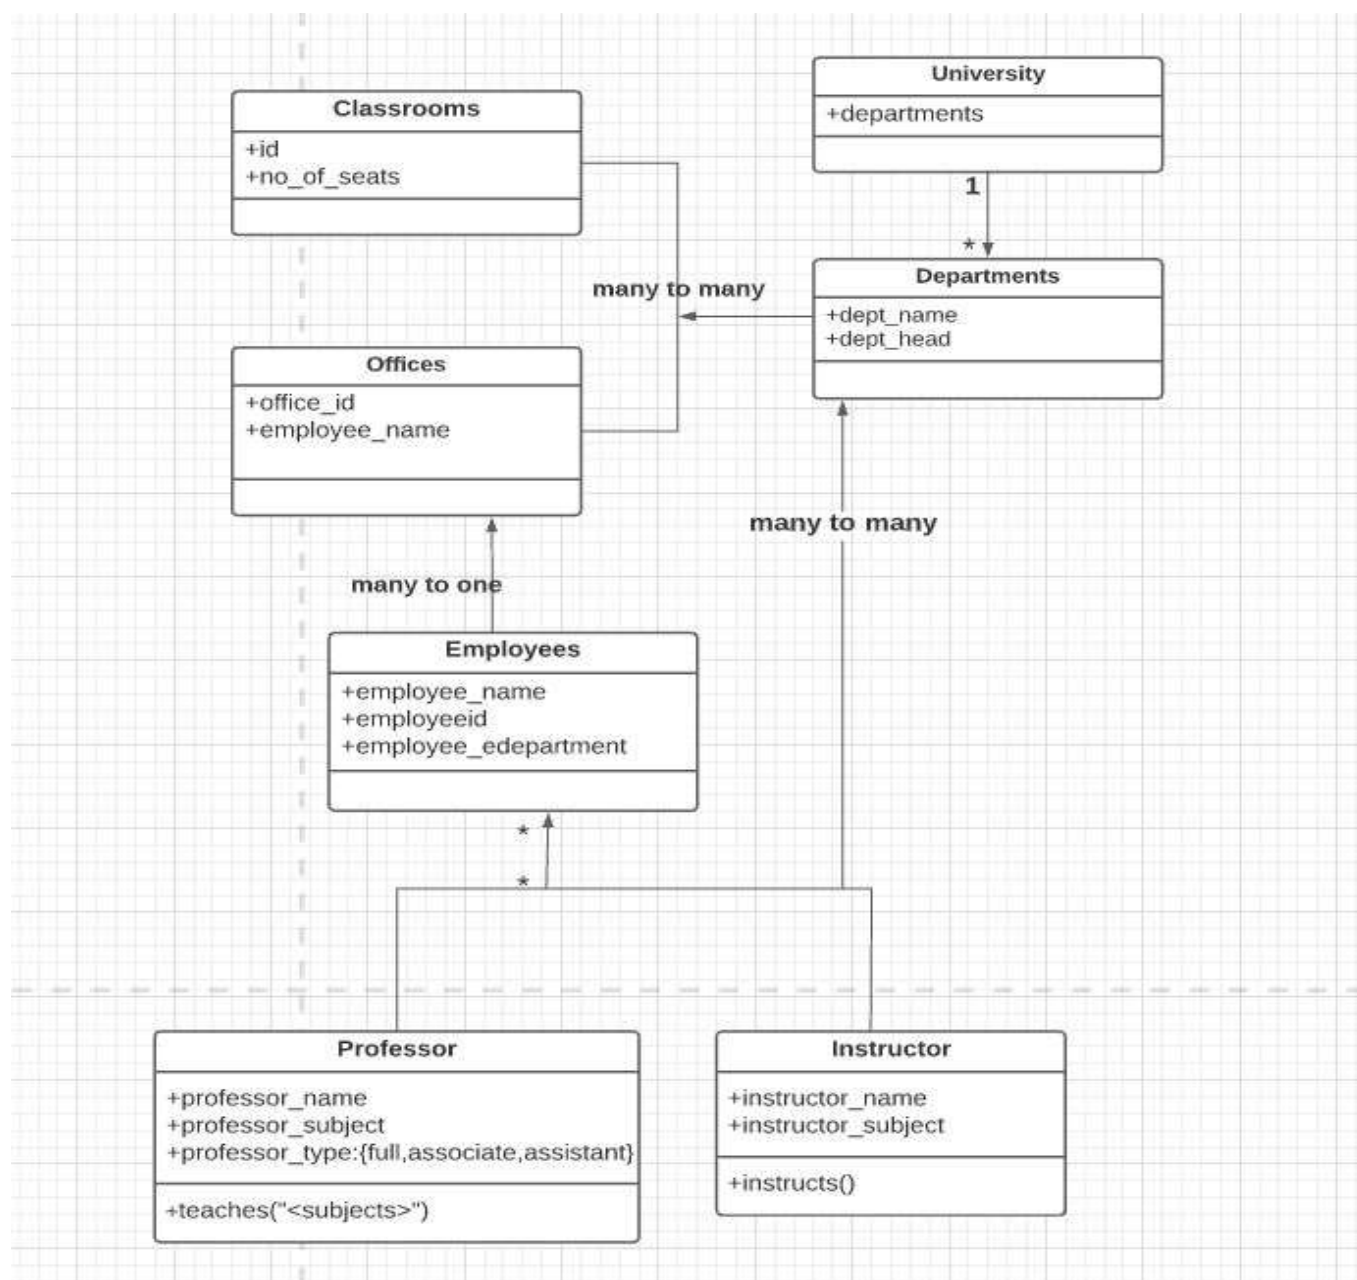 Classrooms
+id
+no_of_seats
University
+departments
1
*
Departments
+dept_name
+dept_head
many to many
Offices
+office_id
+employee_name
many to many
many to one
Employees
+employee_name
+employeeid
+employee_edepartment
*
*
Professor
+professor_name
+professor_subject
+professor_type:{full,associate,assistant}
+teaches("<subjects>")
Instructor
+instructor_name
+instructor_subject
+instructs()